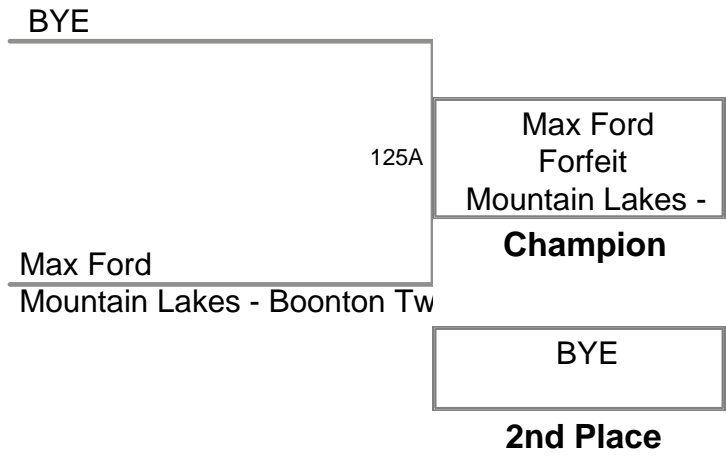 BYE
125A
Max Ford
Forfeit
Mountain Lakes -
Champion
Max Ford
Mountain Lakes - Boonton Tw
BYE
2nd Place